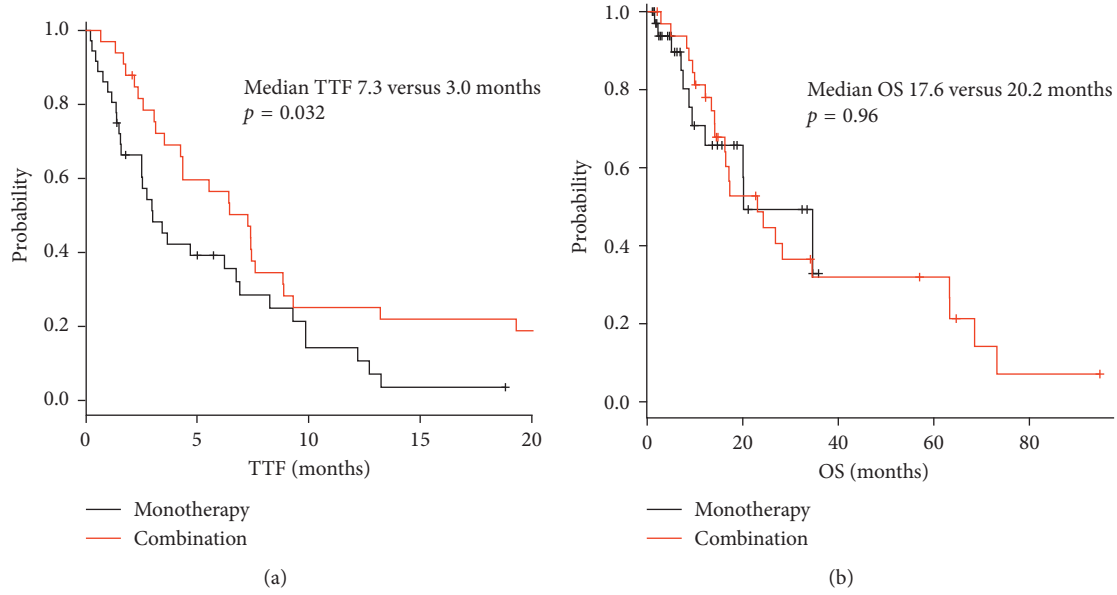 1.0
0.8
0.6
0.4
0.2
0.0
Probability
Median TTF 7.3 versus 3.0 months
p = 0.032
0 5 10 15 20
TTF (months)
Monotherapy
Combination
(a)
1.0
0.8
0.6
0.4
0.2
0.0
Probability
Median OS 17.6 versus 20.2 months
p = 0.96
0 20 40 60 80
OS (months)
Monotherapy
Combination
(b)